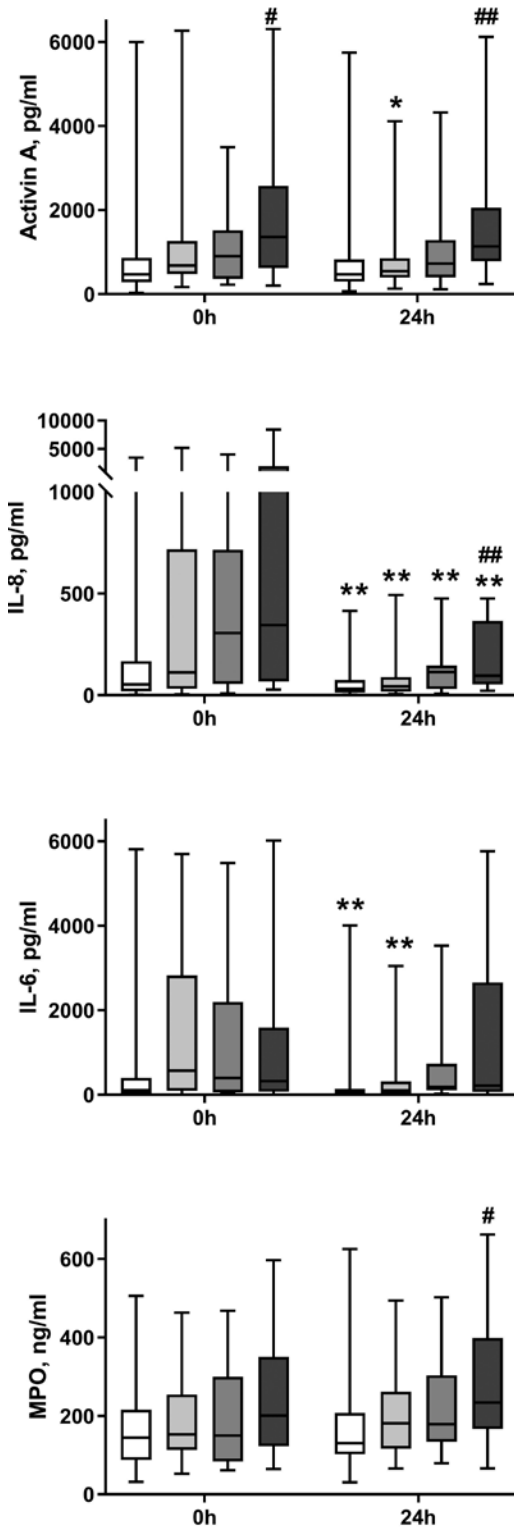 Activin A, pg/ml
6000
4000
2000
0
# ##
*
0h 24h
IL-8, pg/ml
10000
5000
1000
500
0
##
** ** ** **
0h 24h
IL-6, pg/ml
6000
4000
2000
0
**
**
0h 24h
MPO, ng/ml
600
400
200
0
#
0h 24h